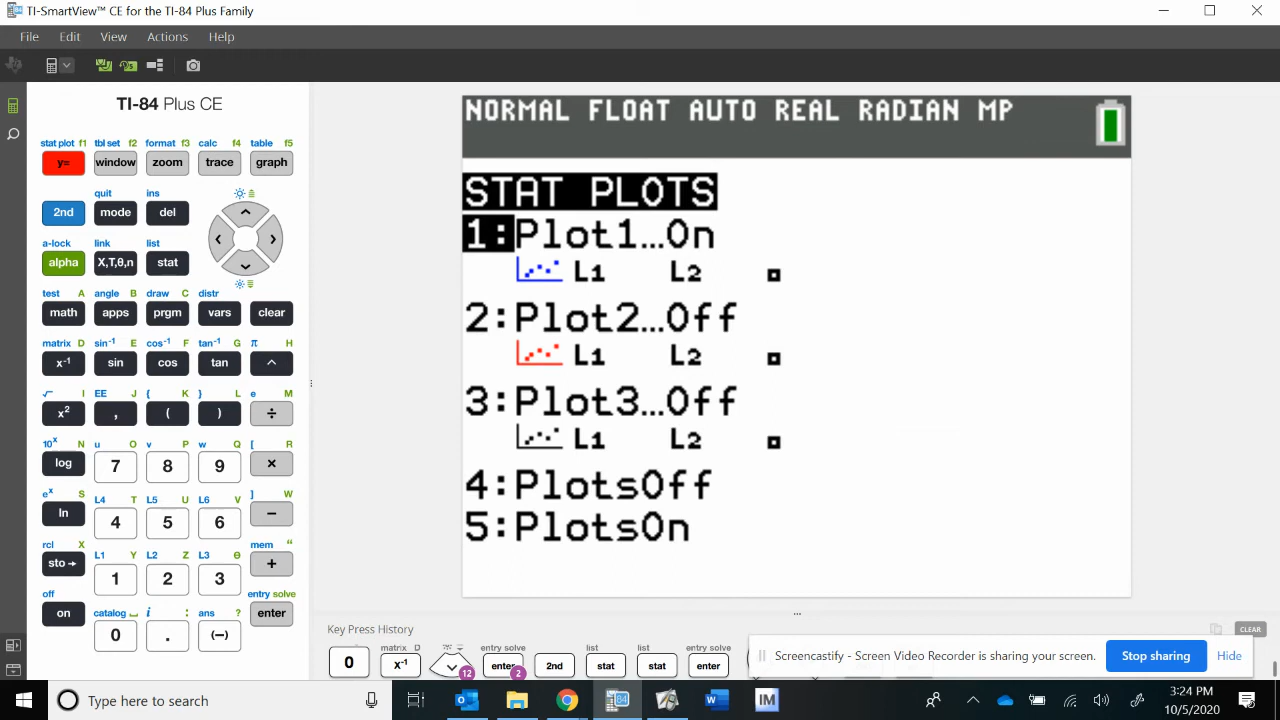 TI-SmartView™ CE for the TI-84 Plus Family
File Edit View Actions Help
TI-84 Plus CE
stat plot f1 tbl set f2 format f3 calc f4 table f5
y= window zoom trace graph
quit ins
2nd mode del
a-lock link list
alpha X,T,θ,n stat
test A angle B draw C distr
math apps prgm vars clear
matrix D sin⁻¹ E cos⁻¹ F tan⁻¹ G π H
x⁻¹ sin cos tan ^
√ I EE J { K } L e M
x² , ( ) ÷
10ˣ N u O v P w Q [ R
log 7 8 9 ×
eˣ S L4 T L5 U L6 V ] W
ln 4 5 6 −
rcl X L1 Y L2 Z L3 θ mem “
sto→ 1 2 3 +
off catalog i : ans ? entry solve
on 0 . (−) enter
NORMAL FLOAT AUTO REAL RADIAN MP
STAT PLOTS
1:Plot1…On
L1 L2
2:Plot2…Off
L1 L2
3:Plot3…Off
L1 L2
4:PlotsOff
5:PlotsOn
Key Press History CLEAR
matrix D entry solve list list entry solve
0 x⁻¹ 12 enter 2 2nd stat stat enter
Screencastify - Screen Video Recorder is sharing your screen. Stop sharing Hide
Type here to search
3:24 PM
10/5/2020